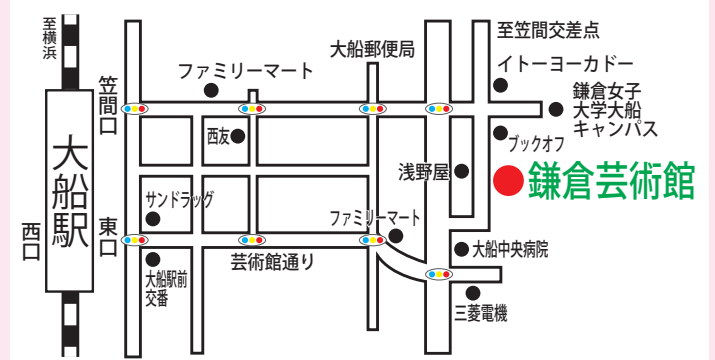 至横浜
至笠間交差点
大船郵便局
イトーヨーカドー
ファミリーマート
笠間口
鎌倉女子
大学大船
キャンパス
西友
ブックオフ
大船駅
浅野屋
鎌倉芸術館
サンドラッグ
ファミリーマート
東口
西口
芸術館通り
大船中央病院
大船駅前
交番
三菱電機